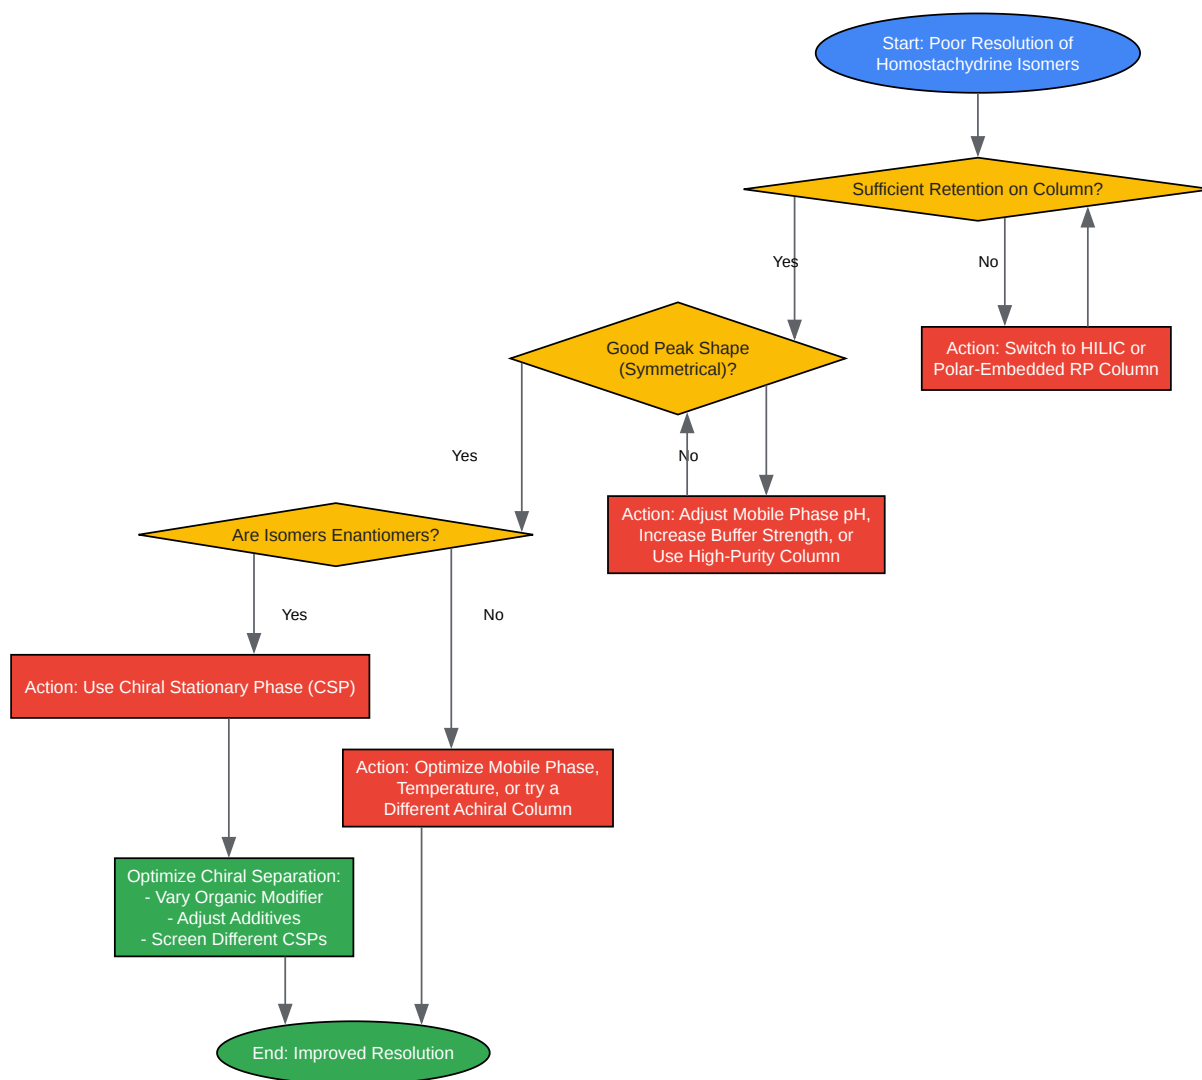 Start: Poor Resolution of
Homostachydrine Isomers
Sufficient Retention on Column?
Yes
No
Good Peak Shape
(Symmetrical)?
Action: Switch to HILIC or
Polar-Embedded RP Column
Yes
No
Action: Adjust Mobile Phase pH,
Increase Buffer Strength, or
Use High-Purity Column
Are Isomers Enantiomers?
Yes
No
Action: Use Chiral Stationary Phase (CSP)
Action: Optimize Mobile Phase,
Temperature, or try a
Different Achiral Column
Optimize Chiral Separation:
- Vary Organic Modifier
- Adjust Additives
- Screen Different CSPs
End: Improved Resolution